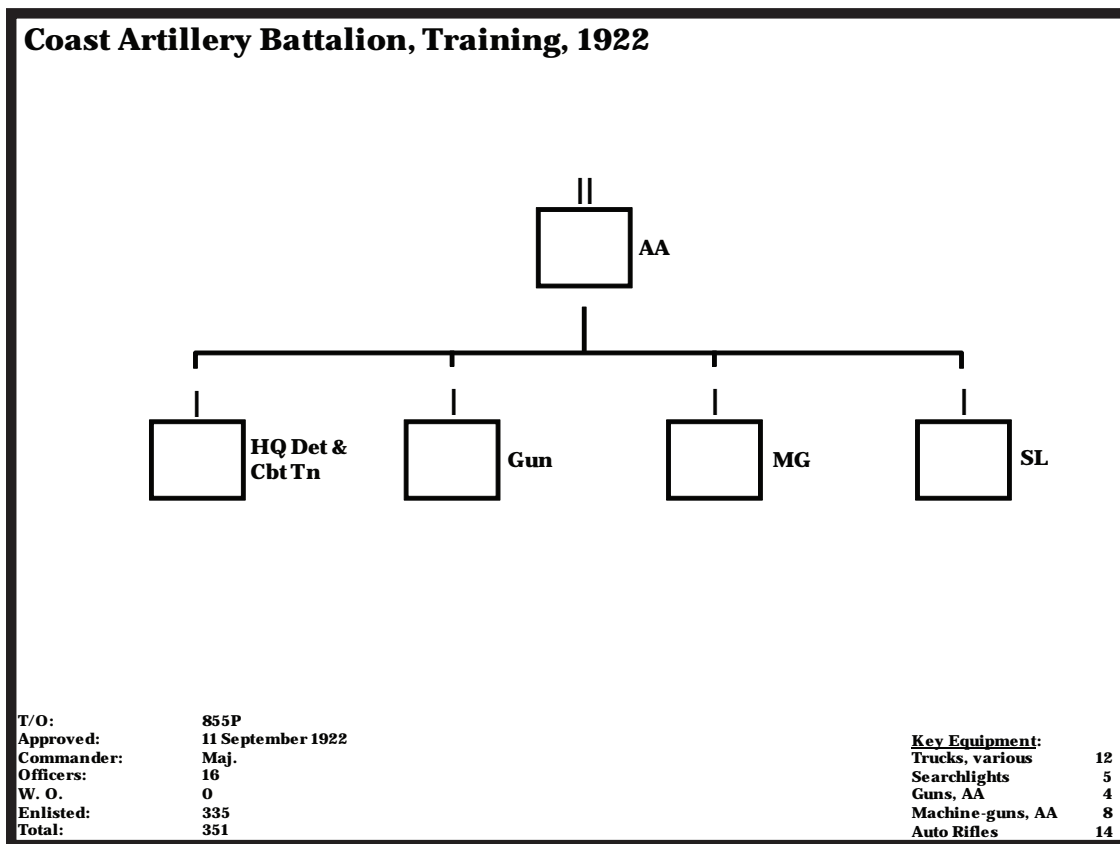 Coast Artillery Battalion, Training, 1922
AA
HQ Det &
Cbt Tn
Gun
MG
SL
T/O: 855P
Approved: 11 September 1922
Commander: Maj.
Officers: 16
W. O. 0
Enlisted: 335
Total: 351
Key Equipment:
Trucks, various 12
Searchlights 5
Guns, AA 4
Machine-guns, AA 8
Auto Rifles 14